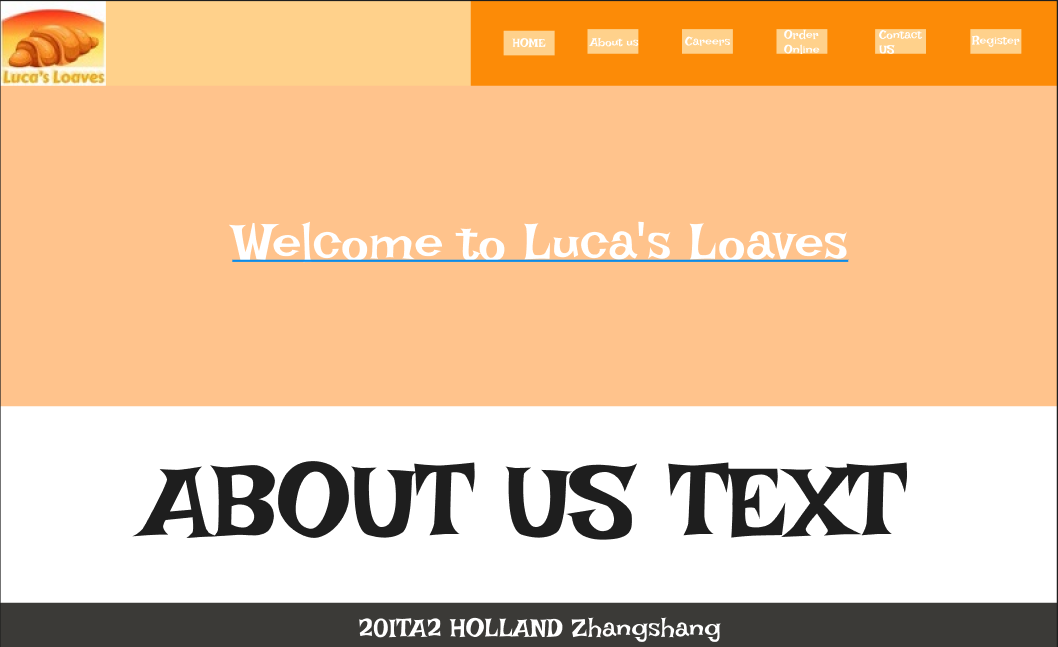 Luca's Loaves
HOME
About us
Careers
Order
Online
Contact
US
Register
Welcome to Luca's Loaves
ABOUT US TEXT
20ITA2 HOLLAND Zhangshang